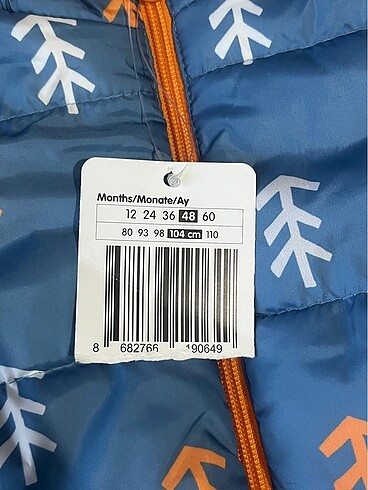 Months/Monate/Ay
12 24 36 48 60
80 93 98 104 cm 110
8 682766 190649